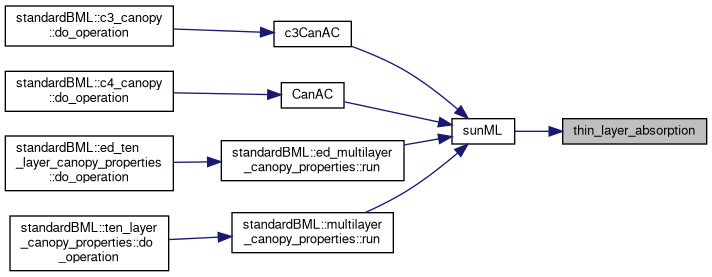 standardBML::c3_canopy
::do_operation
c3CanAC
standardBML::c4_canopy
::do_operation
CanAC
sunML
thin_layer_absorption
standardBML::ed_ten
_layer_canopy_properties
::do_operation
standardBML::ed_multilayer
_canopy_properties::run
standardBML::ten_layer
_canopy_properties::do
_operation
standardBML::multilayer
_canopy_properties::run